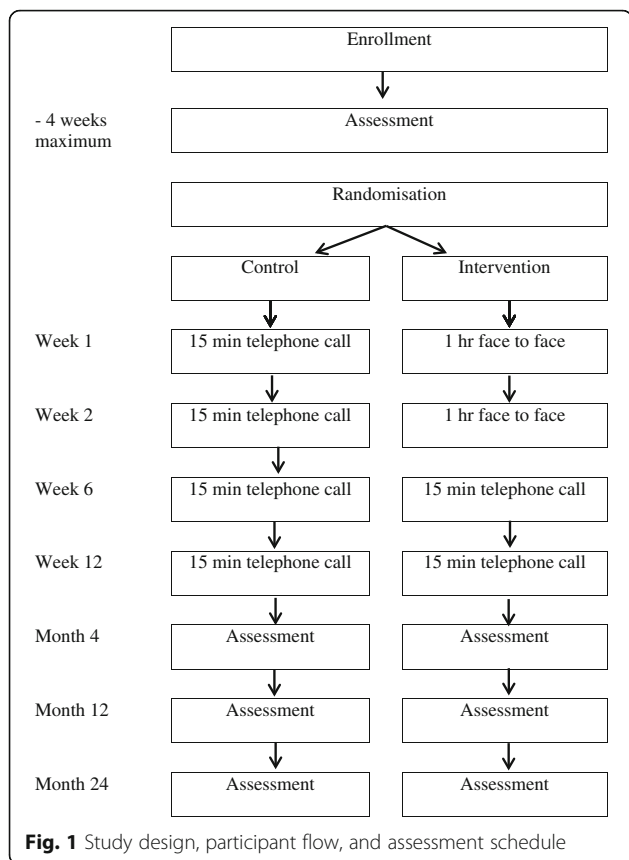 Enrollment
- 4 weeks
maximum
Assessment
Randomisation
Control Intervention
Week 1 15 min telephone call 1 hr face to face
Week 2 15 min telephone call 1 hr face to face
Week 6 15 min telephone call 15 min telephone call
Week 12 15 min telephone call 15 min telephone call
Month 4 Assessment Assessment
Month 12 Assessment Assessment
Month 24 Assessment Assessment
Fig. 1 Study design, participant flow, and assessment schedule